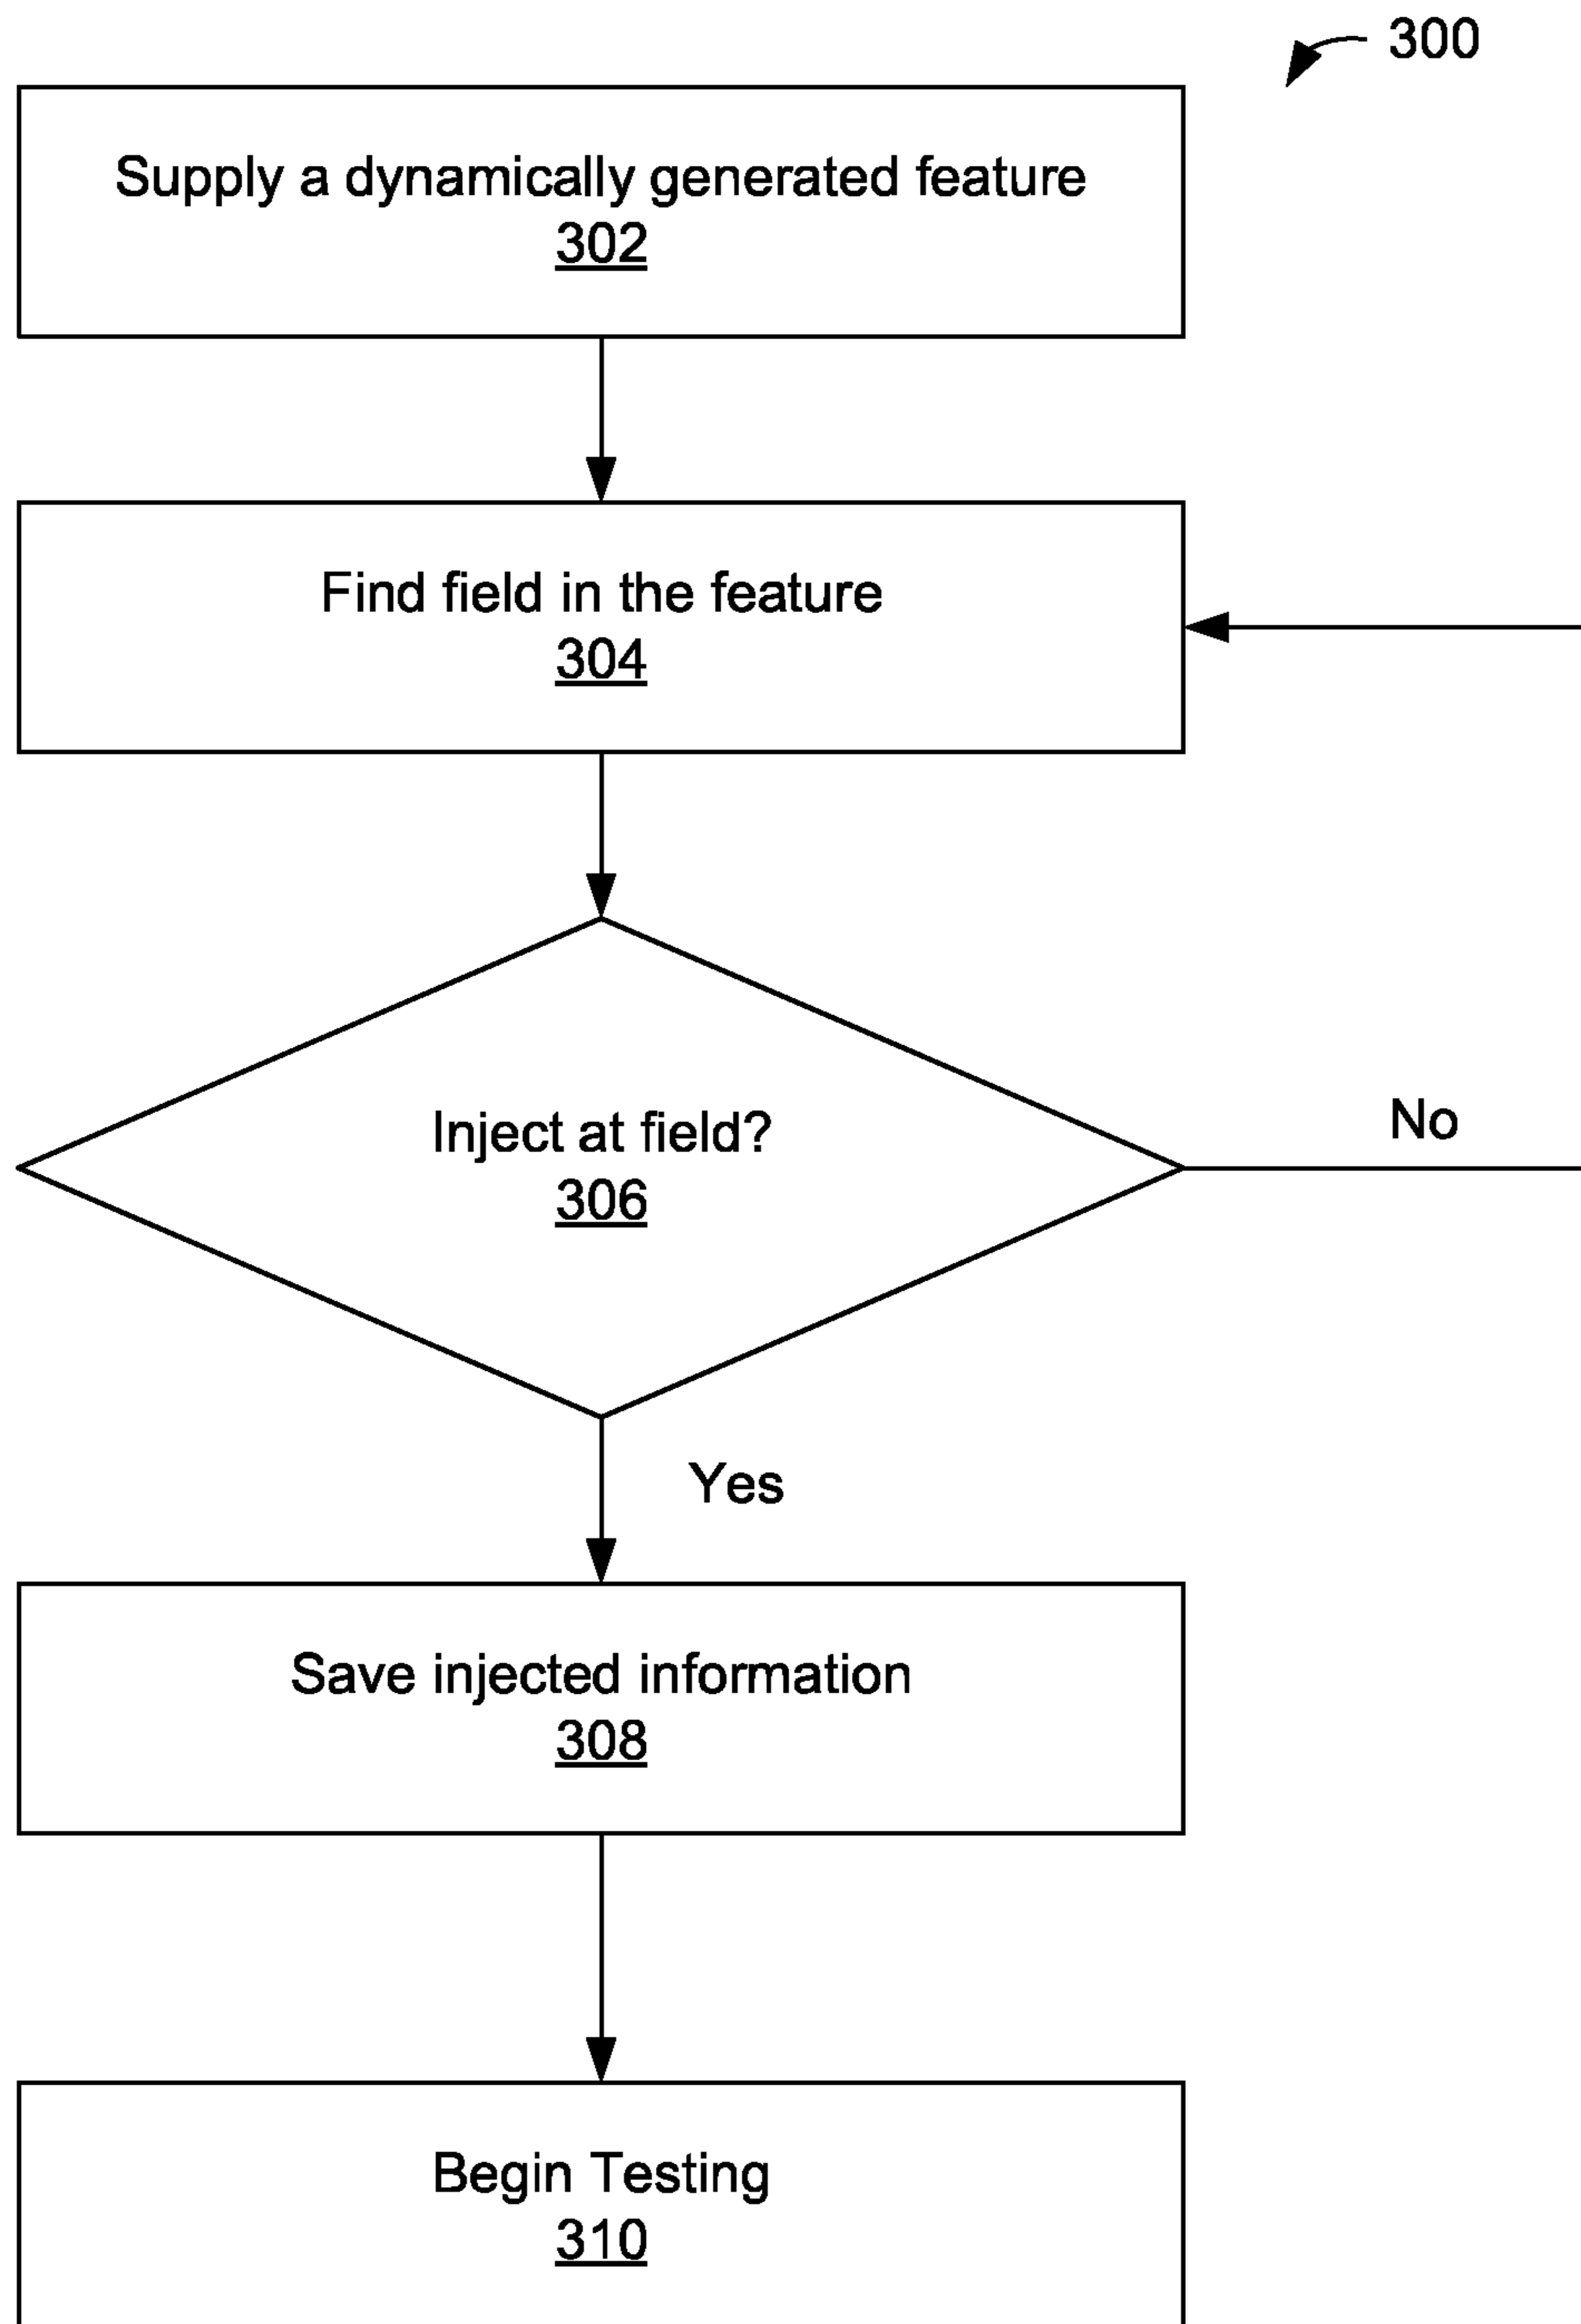 300
Supply a dynamically generated feature
302
Find field in the feature
304
Inject at field?
306
No
Yes
Save injected information
308
Begin Testing
310